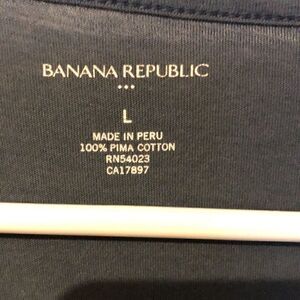 BANANA REPUBLIC
L
MADE IN PERU
100% PIMA COTTON
RN54023
CA17897